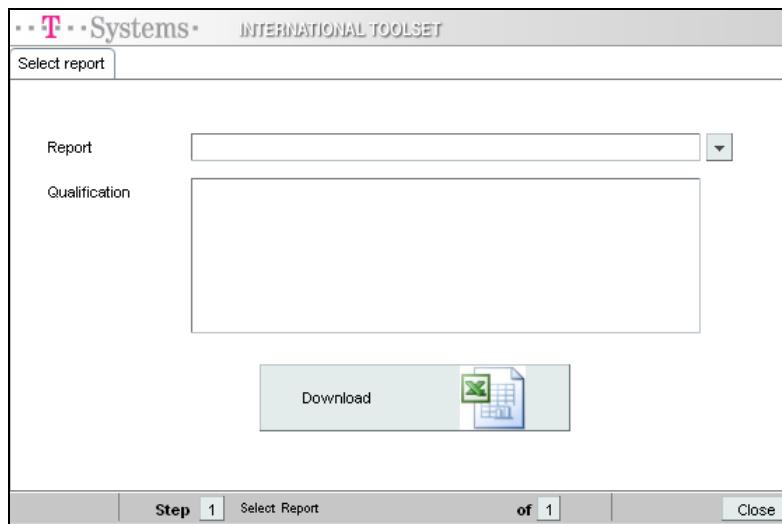 T Systems INTERNATIONAL TOOLSET
Select report
Report
Qualification
Download
Step 1 Select Report of 1 Close